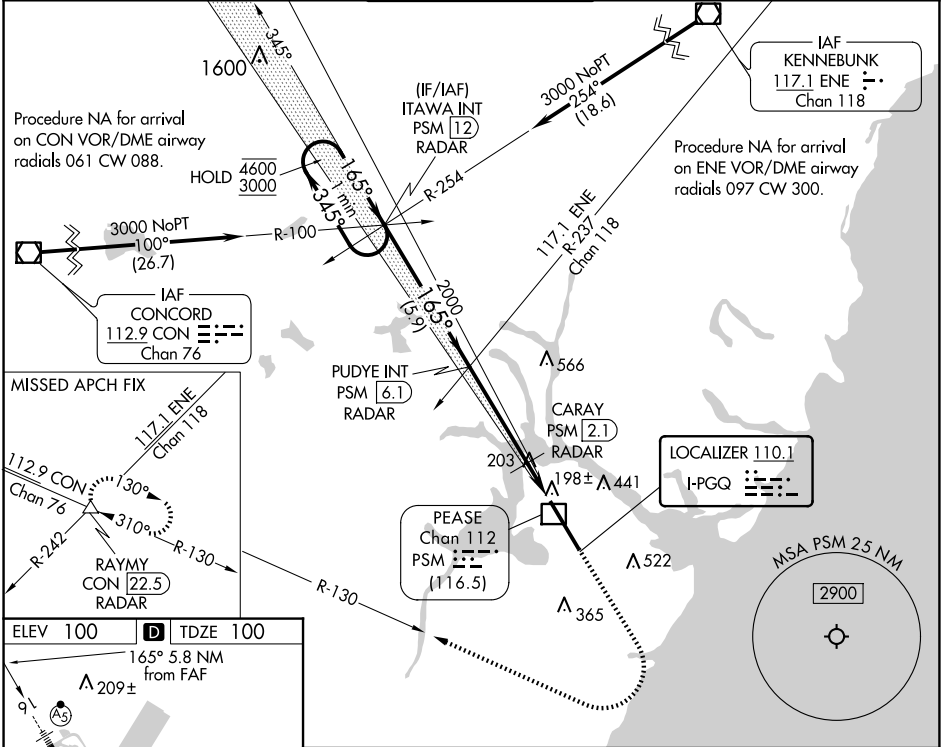 345°
1600
IAF
KENNEBUNK
117.1 ENE
Chan 118
3000 NoPT
254°
(18.6)
(IF/IAF)
ITAWA INT
PSM 12
RADAR
Procedure NA for arrival
on CON VOR/DME airway
radials 061 CW 088.
Procedure NA for arrival
on ENE VOR/DME airway
radials 097 CW 300.
HOLD 4600
3000
165°
1 min
345°
R-254
117.1 ENE
R-237
Chan 118
3000 NoPT
100°
(26.7)
R-100
IAF
CONCORD
112.9 CON
Chan 76
2000
165°
(5.9)
PUDYE INT
PSM 6.1
RADAR
566
MISSED APCH FIX
117.1 ENE
Chan 118
112.9 CON
Chan 76
130°
310°
R-242
R-130
RAYMY
CON 22.5
RADAR
CARAY
PSM 2.1
RADAR
203
198±
441
LOCALIZER 110.1
I-PGQ
PEASE
Chan 112
PSM
(116.5)
522
365
R-130
MSA PSM 25 NM
2900
ELEV 100 D TDZE 100
165° 5.8 NM
from FAF
209±
16
A5